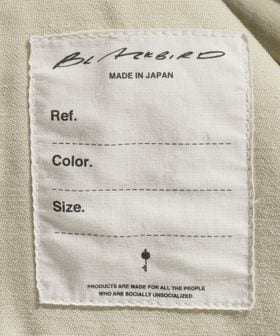 BLACKBIRD
MADE IN JAPAN
Ref.
Color.
Size.
PRODUCTS ARE MADE FOR ALL THE PEOPLE
WHO ARE SOCIALLY UNSOCIALIZED.